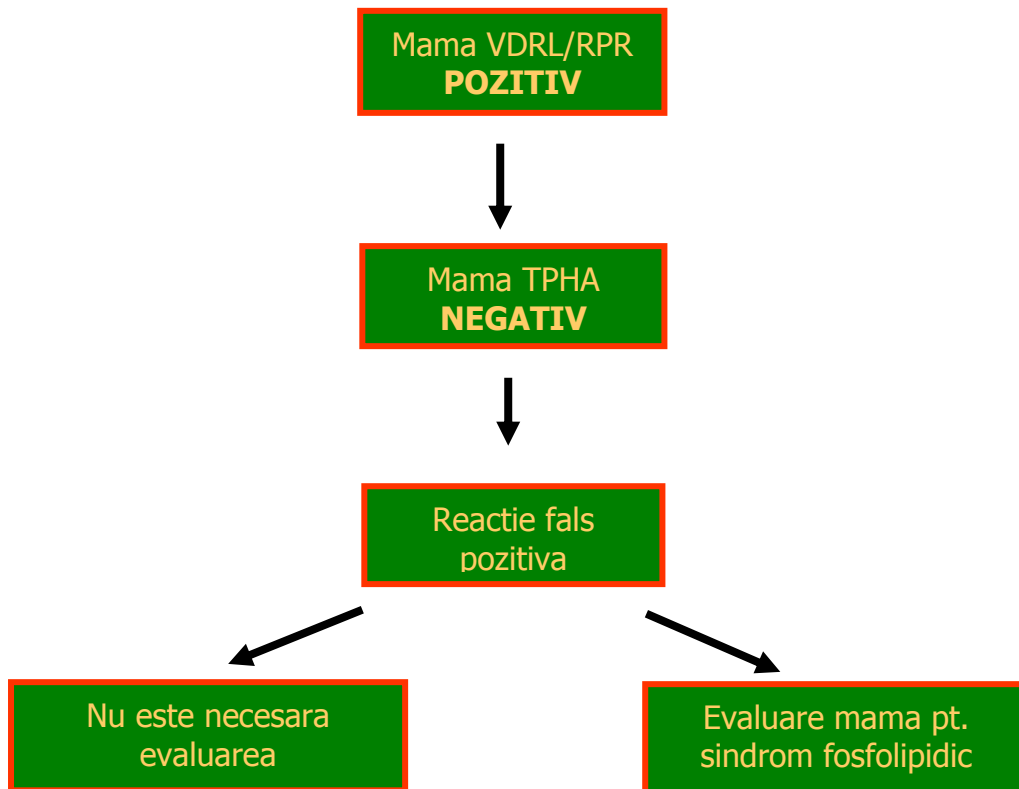 Mama VDRL/RPR
POZITIV
Mama TPHA
NEGATIV
Reactie fals
pozitiva
Nu este necesara
evaluarea
Evaluare mama pt.
sindrom fosfolipidic